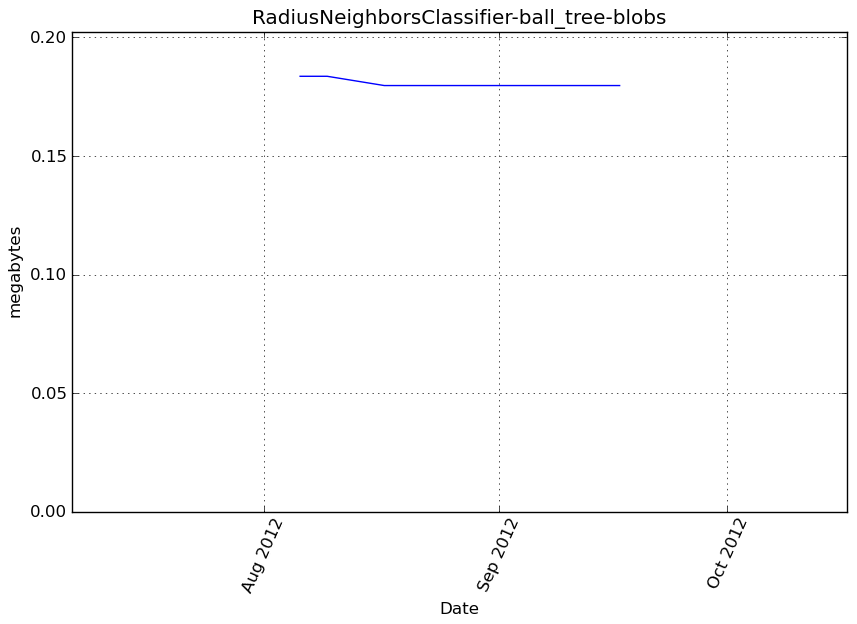 RadiusNeighborsClassifier-ball_tree-blobs
0.20
0.15
0.10
0.05
0.00
megabytes
Aug 2012
Sep 2012
Oct 2012
Date